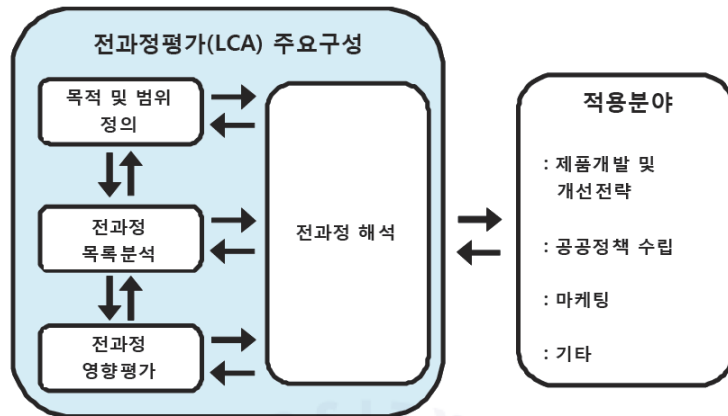 전과정평가(LCA) 주요구성
목적 및 범위
정의
전과정
목록분석
전과정
영향평가
전과정 해석
적용분야
: 제품개발 및
개선전략
: 공공정책 수립
: 마케팅
: 기타